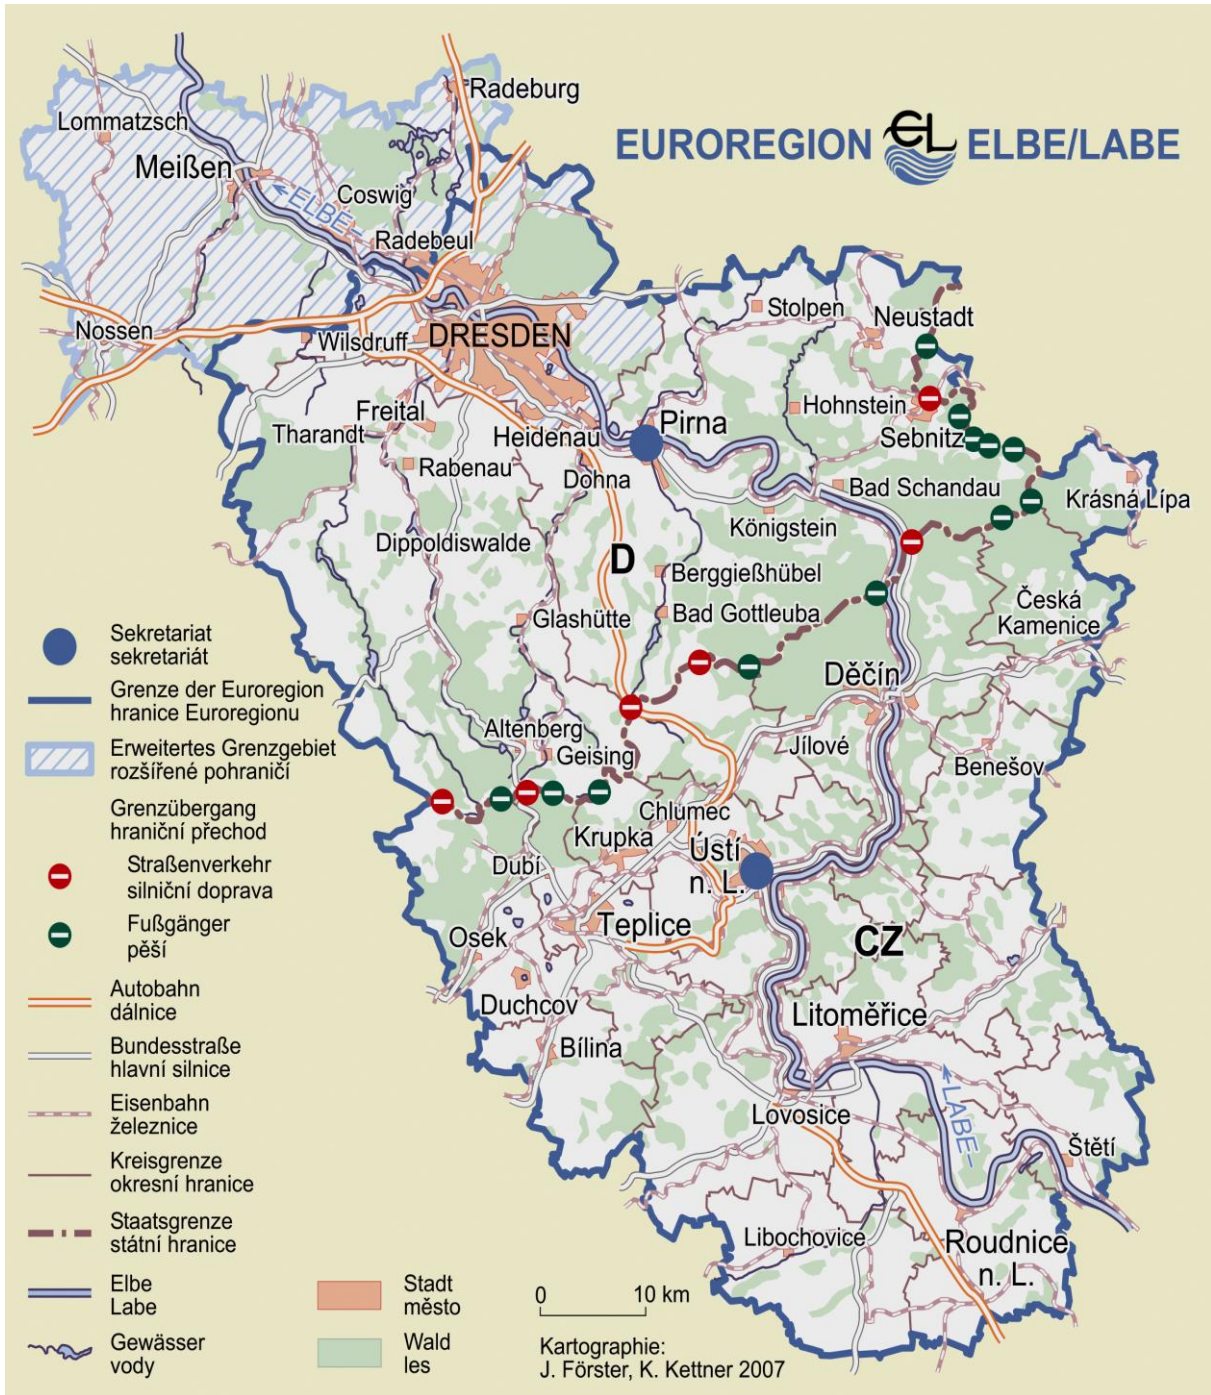 EUROREGION EL ELBE/LABE
Radeburg
Lommatzsch
Meißen
Coswig
←ELBE–
Radebeul
Stolpen
Neustadt
Nossen
Wilsdruff
DRESDEN
Freital
Hohnstein
Pirna
Tharandt
Heidenau
Sebnitz
Rabenau
Dohna
Bad Schandau
Krásná Lípa
Königstein
Dippoldiswalde
D
Berggießhübel
Glashütte
Bad Gottleuba
Česká
Kamenice
Děčín
Altenberg
Jílové
Geising
Benešov
Chlumec
Krupka
Ústí
n. L.
Dubí
Teplice
CZ
Osek
Duchcov
Litoměřice
Bílina
Lovosice
←LABE–
Štětí
Libochovice
Roudnice
n. L.
Sekretariat
sekretariát
Grenze der Euroregion
hranice Euroregionu
Erweitertes Grenzgebiet
rozšířené pohraničí
Grenzübergang
hraniční přechod
Straßenverkehr
silniční doprava
Fußgänger
pěší
Autobahn
dálnice
Bundesstraße
hlavní silnice
Eisenbahn
železnice
Kreisgrenze
okresní hranice
Staatsgrenze
státní hranice
Elbe
Labe
Gewässer
vody
Stadt
město
Wald
les
0 10 km
Kartographie:
J. Förster, K. Kettner 2007